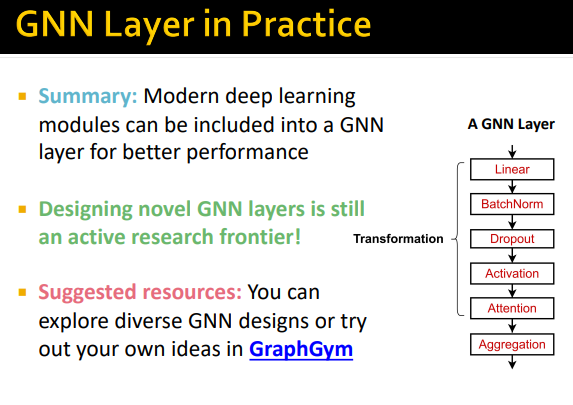 GNN Layer in Practice
▪ Summary: Modern deep learning
modules can be included into a GNN
layer for better performance
▪ Designing novel GNN layers is still
an active research frontier!
▪ Suggested resources: You can
explore diverse GNN designs or try
out your own ideas in GraphGym
A GNN Layer
Transformation
Linear
BatchNorm
Dropout
Activation
Attention
Aggregation